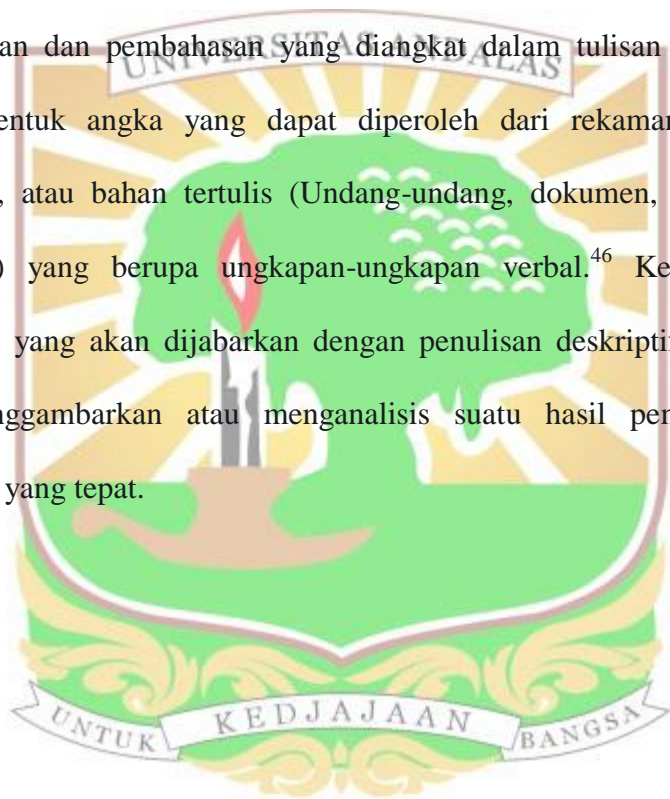 UNIVERSITAS ANDALAS
an dan pembahasan yang diangkat dalam tulisan
entuk angka yang dapat diperoleh dari rekaman
, atau bahan tertulis (Undang-undang, dokumen,
) yang berupa ungkapan-ungkapan verbal.46 Ke
yang akan dijabarkan dengan penulisan deskripti
nggambarkan atau menganalisis suatu hasil pen
yang tepat.
UNTUK KEDJAJAAN BANGSA